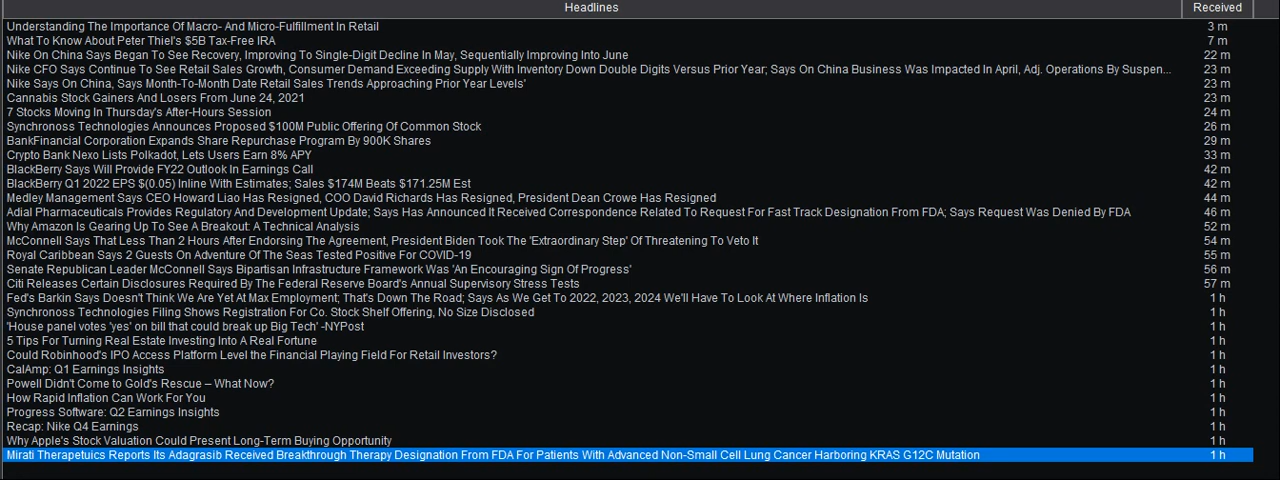 Headlines Received
Understanding The Importance Of Macro- And Micro-Fulfillment In Retail 3 m
What To Know About Peter Thiel's $5B Tax-Free IRA 7 m
Nike On China Says Began To See Recovery, Improving To Single-Digit Decline In May, Sequentially Improving Into June 22 m
Nike CFO Says Continue To See Retail Sales Growth, Consumer Demand Exceeding Supply With Inventory Down Double Digits Versus Prior Year; Says On China Business Was Impacted In April, Adj. Operations By Suspen... 23 m
Nike Says On China, Says Month-To-Month Date Retail Sales Trends Approaching Prior Year Levels' 23 m
Cannabis Stock Gainers And Losers From June 24, 2021 23 m
7 Stocks Moving In Thursday's After-Hours Session 24 m
Synchronoss Technologies Announces Proposed $100M Public Offering Of Common Stock 26 m
BankFinancial Corporation Expands Share Repurchase Program By 900K Shares 29 m
Crypto Bank Nexo Lists Polkadot, Lets Users Earn 8% APY 33 m
BlackBerry Says Will Provide FY22 Outlook In Earnings Call 42 m
BlackBerry Q1 2022 EPS $(0.05) Inline With Estimates; Sales $174M Beats $171.25M Est 42 m
Medley Management Says CEO Howard Liao Has Resigned, COO David Richards Has Resigned, President Dean Crowe Has Resigned 44 m
Adial Pharmaceuticals Provides Regulatory And Development Update; Says Has Announced It Received Correspondence Related To Request For Fast Track Designation From FDA; Says Request Was Denied By FDA 46 m
Why Amazon Is Gearing Up To See A Breakout: A Technical Analysis 52 m
McConnell Says That Less Than 2 Hours After Endorsing The Agreement, President Biden Took The 'Extraordinary Step' Of Threatening To Veto It 54 m
Royal Caribbean Says 2 Guests On Adventure Of The Seas Tested Positive For COVID-19 55 m
Senate Republican Leader McConnell Says Bipartisan Infrastructure Framework Was 'An Encouraging Sign Of Progress' 56 m
Citi Releases Certain Disclosures Required By The Federal Reserve Board's Annual Supervisory Stress Tests 57 m
Fed's Barkin Says Doesn't Think We Are Yet At Max Employment; That's Down The Road; Says As We Get To 2022, 2023, 2024 We'll Have To Look At Where Inflation Is 1 h
Synchronoss Technologies Filing Shows Registration For Co. Stock Shelf Offering, No Size Disclosed 1 h
'House panel votes 'yes' on bill that could break up Big Tech' -NYPost 1 h
5 Tips For Turning Real Estate Investing Into A Real Fortune 1 h
Could Robinhood's IPO Access Platform Level the Financial Playing Field For Retail Investors? 1 h
CalAmp: Q1 Earnings Insights 1 h
Powell Didn't Come to Gold's Rescue – What Now? 1 h
How Rapid Inflation Can Work For You 1 h
Progress Software: Q2 Earnings Insights 1 h
Recap: Nike Q4 Earnings 1 h
Why Apple's Stock Valuation Could Present Long-Term Buying Opportunity 1 h
Mirati Therapetuics Reports Its Adagrasib Received Breakthrough Therapy Designation From FDA For Patients With Advanced Non-Small Cell Lung Cancer Harboring KRAS G12C Mutation 1 h